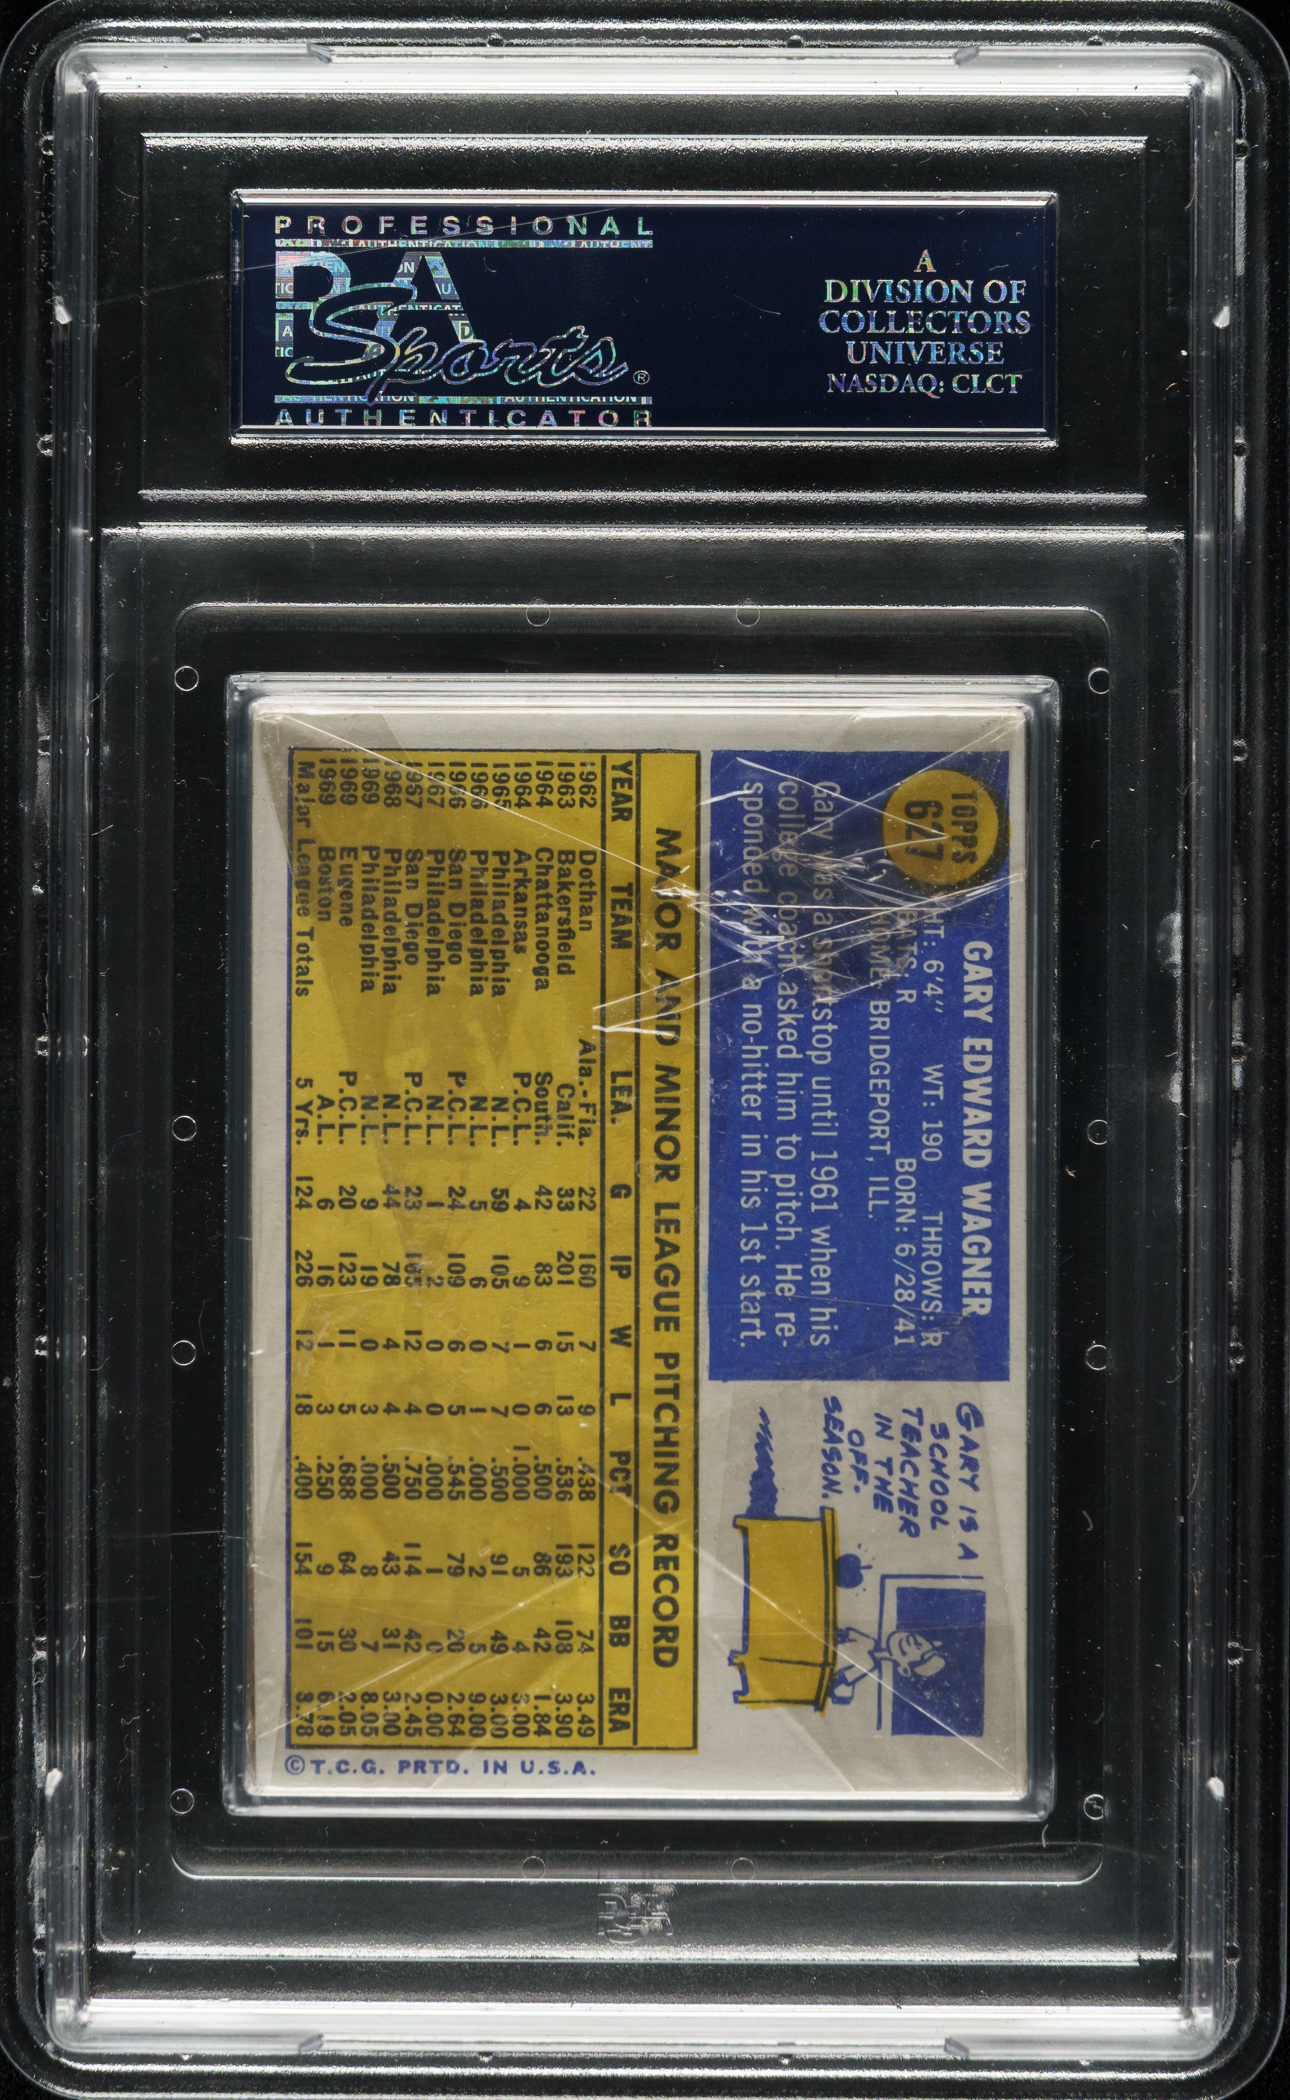 PROFESSIONAL
PSA
Sports®
AUTHENTICATOR
A
DIVISION OF
COLLECTORS
UNIVERSE
NASDAQ: CLCT
TOPPS
627
GARY EDWARD WAGNER
HT: 6'4" WT: 190 THROWS: R
BATS: R BORN: 6/28/41
HOME: BRIDGEPORT, ILL.
Gary was a shortstop until 1961 when his
college coach asked him to pitch. He re-
sponded with a no-hitter in his 1st start.
GARY IS A
SCHOOL
TEACHER
IN THE
OFF-
SEASON.
MAJOR AND MINOR LEAGUE PITCHING RECORD
YEAR TEAM LEA. G IP W L PCT SO BB ERA
1962 Dothan Ala.-Fla. 22 160 7 9 .438 122 74 3.49
1963 Bakersfield Calif. 33 201 15 13 .536 193 108 3.90
1964 Chattanooga South. 42 83 6 6 .500 86 42 1.84
1964 Arkansas P.C.L. 4 9 1 0 1.000 5 4 3.00
1965 Philadelphia N.L. 59 105 7 7 .500 91 49 3.00
1966 Philadelphia N.L. 5 6 0 1 .000 2 5 9.00
1966 San Diego P.C.L. 24 109 6 5 .545 79 20 2.64
1967 Philadelphia N.L. 1 2 0 0 .000 1 0 0.00
1967 San Diego P.C.L. 23 165 12 4 .750 114 42 2.45
1968 Philadelphia N.L. 44 78 4 4 .500 43 31 3.00
1969 Philadelphia N.L. 9 19 0 3 .000 8 7 8.05
1969 Eugene P.C.L. 20 123 11 5 .688 64 30 2.05
1969 Boston A.L. 6 16 1 3 .250 9 15 6.19
Major League Totals 5 Yrs. 124 226 12 18 .400 154 101 3.78
© T.C.G. PRTD. IN U.S.A.
PSA